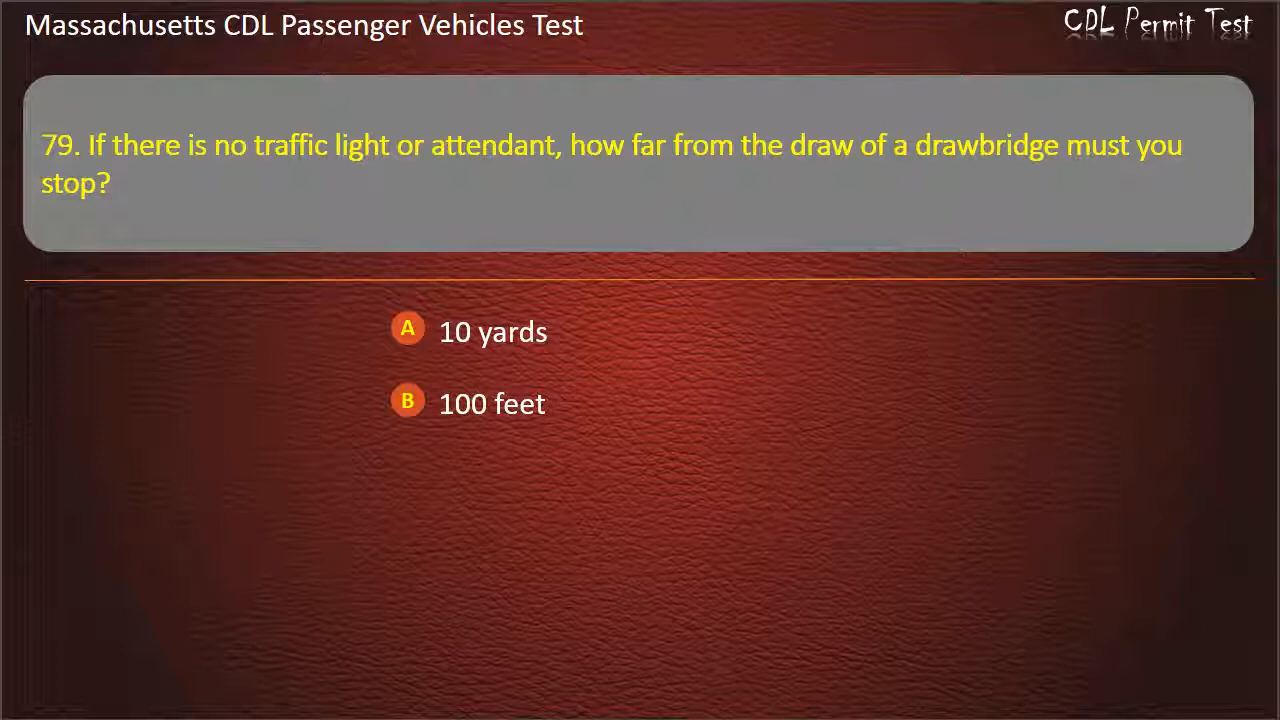 Massachusetts CDL Passenger Vehicles Test
CDL Permit Test
79. If there is no traffic light or attendant, how far from the draw of a drawbridge must you
stop?
A 10 yards
B 100 feet